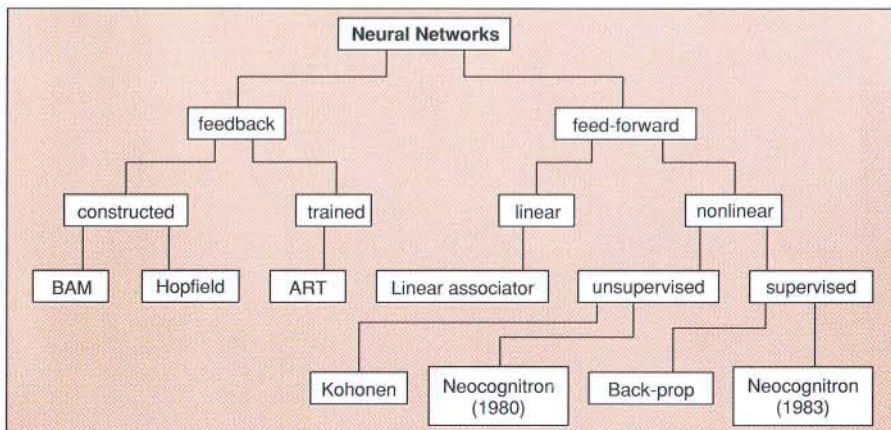 Neural Networks
feedback
feed-forward
constructed
trained
linear
nonlinear
BAM
Hopfield
ART
Linear associator
unsupervised
supervised
Kohonen
Neocognitron
(1980)
Back-prop
Neocognitron
(1983)